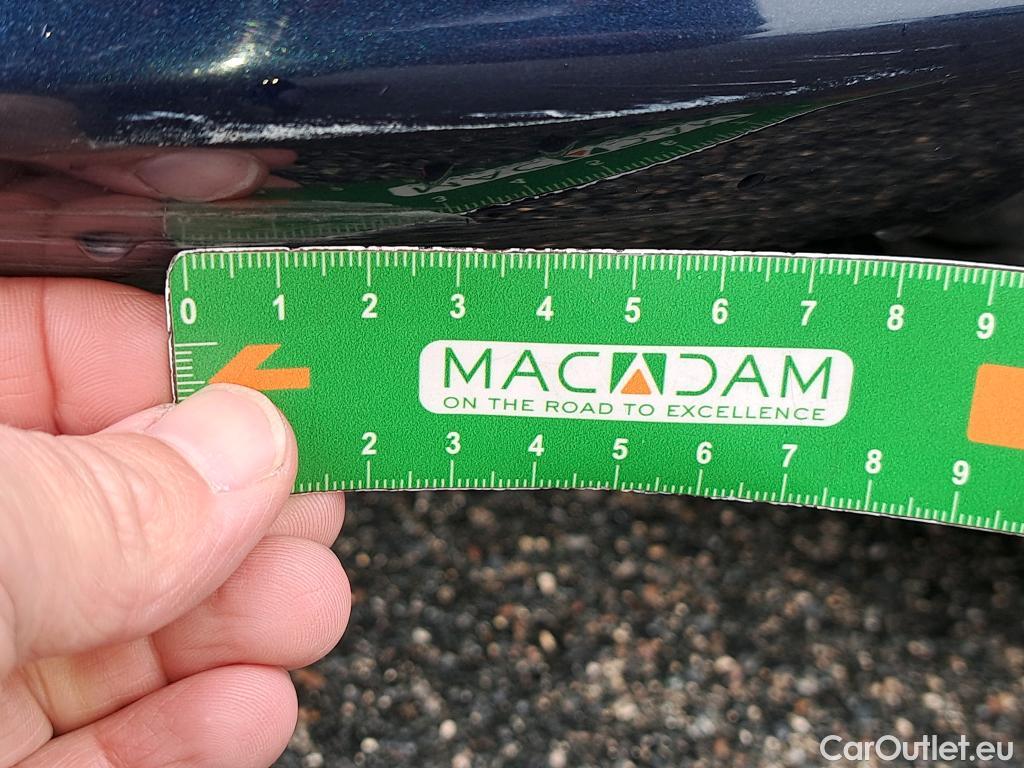 0 1 2 3 4 5 6 7 8 9
MACADAM
ON THE ROAD TO EXCELLENCE
2 3 4 5 6 7 8 9
CarOutlet.eu